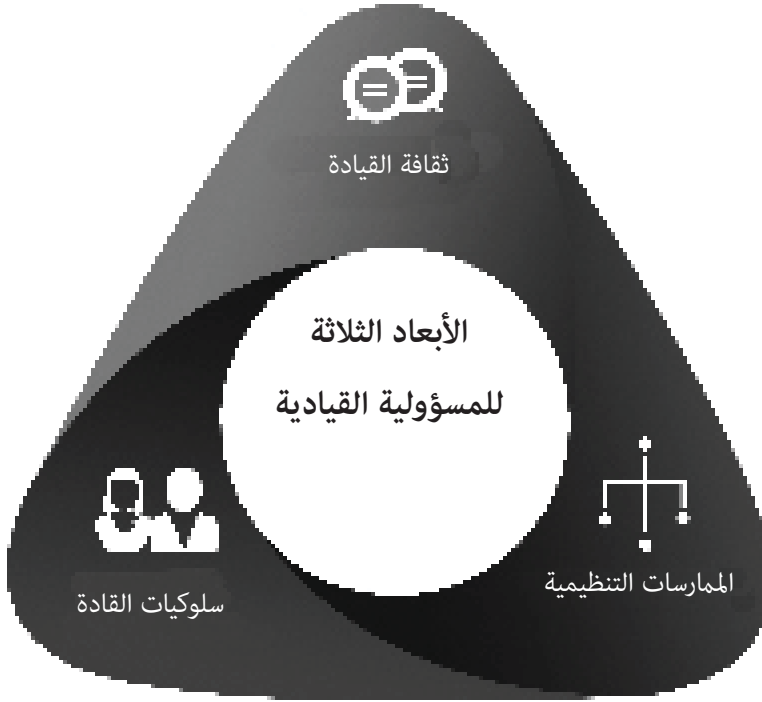 ثقافة القيادة
الأبعاد الثلاثة
للمسؤولية القيادية
الممارسات التنظيمية
سلوكيات القادة